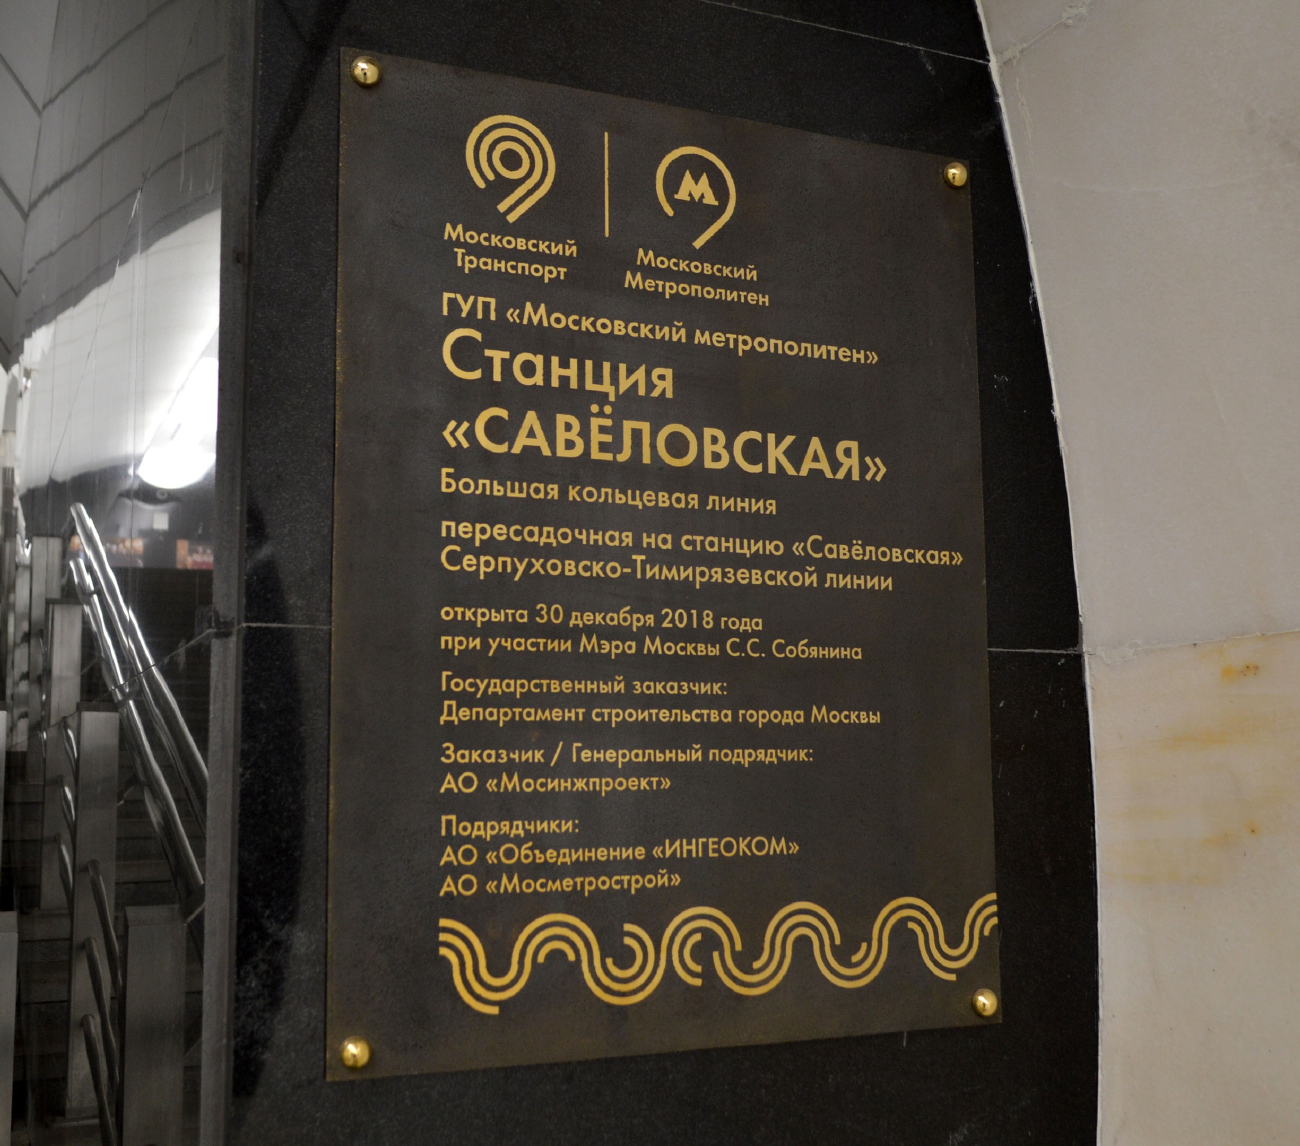 Московский
Транспорт
М
Московский
Метрополитен
ГУП «Московский метрополитен»
Станция
«САВЁЛОВСКАЯ»
Большая кольцевая линия
пересадочная на станцию «Савёловская»
Серпуховско-Тимирязевской линии
открыта 30 декабря 2018 года
при участии Мэра Москвы С.С. Собянина
Государственный заказчик:
Департамент строительства города Москвы
Заказчик / Генеральный подрядчик:
АО «Мосинжпроект»
Подрядчики:
АО «Объединение «ИНГЕОКОМ»
АО «Мосметрострой»